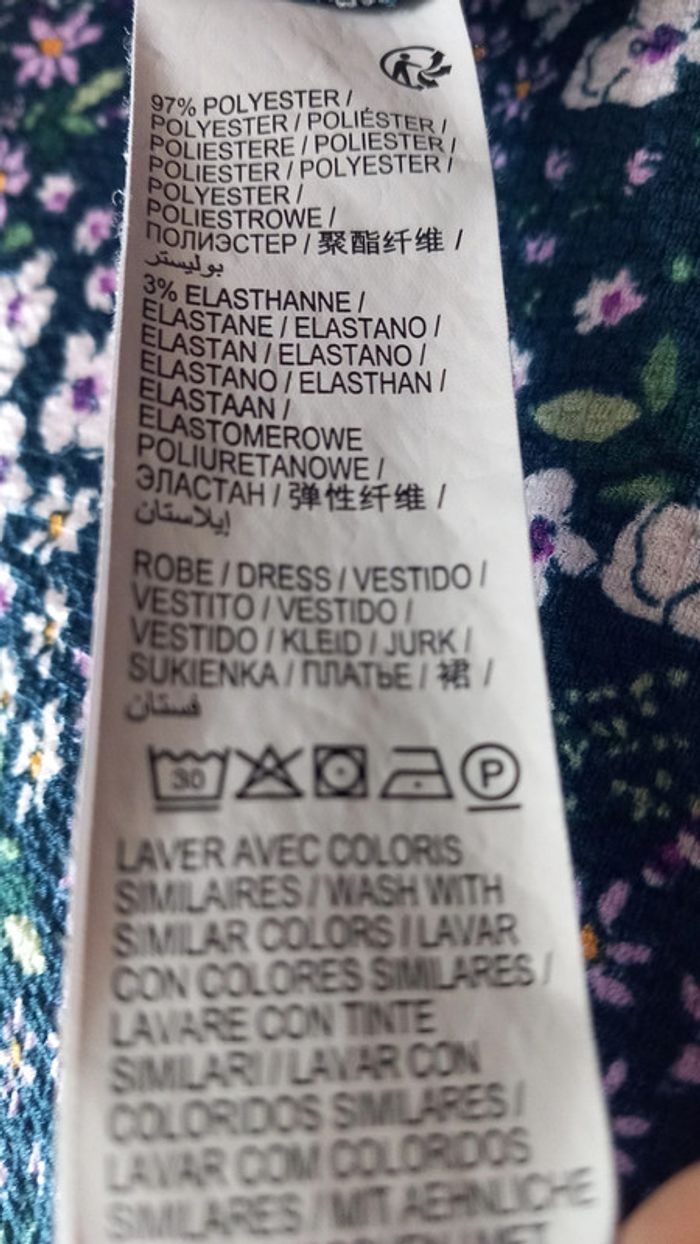 97% POLYESTER /
POLYESTER / POLIÉSTER /
POLIESTERE / POLIESTER /
POLIESTER / POLYESTER /
POLYESTER /
POLIESTROWE /
ПОЛИЭСТЕР / 聚酯纤维 /
بوليستر
3% ELASTHANNE /
ELASTANE / ELASTANO /
ELASTAN / ELASTANO /
ELASTANO / ELASTHAN /
ELASTAAN /
ELASTOMEROWE
POLIURETANOWE /
ЭЛАСТАН / 弹性纤维 /
إيلاستان
ROBE / DRESS / VESTIDO /
VESTITO / VESTIDO /
VESTIDO / KLEID / JURK /
SUKIENKA / ПЛАТЬЕ / 裙 /
فستان
30 P
LAVER AVEC COLORIS
SIMILAIRES / WASH WITH
SIMILAR COLORS / LAVAR
CON COLORES SIMILARES /
LAVARE CON TINTE
SIMILARI / LAVAR CON
COLORIDOS SIMILARES /
LAVAR COM COLORIDOS
SIMILARES / MIT AEHNLICHE